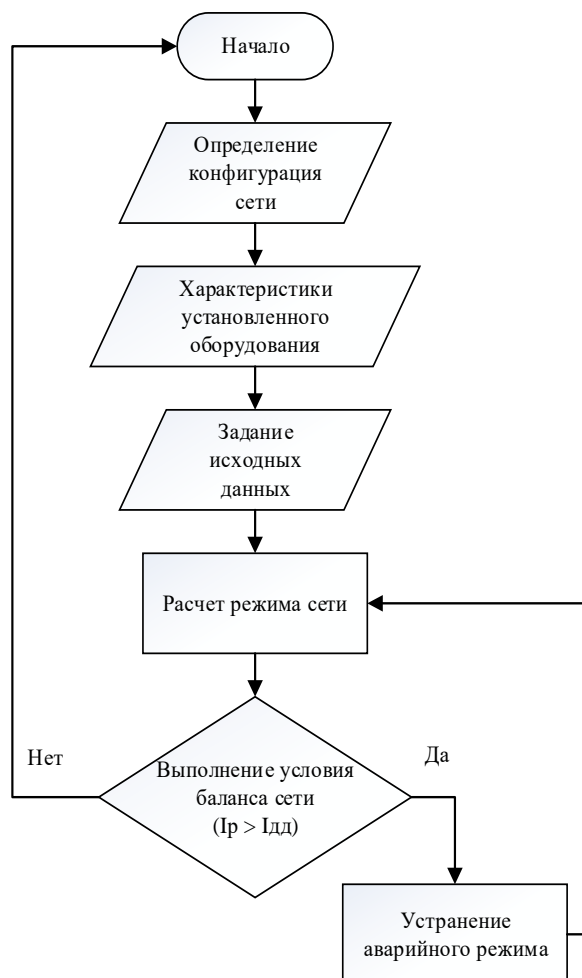 Начало
Определение
конфигурация
сети
Характеристики
установленного
оборудования
Задание
исходных
данных
Расчет режима сети
Нет
Да
Выполнение условия
баланса сети
(Iр > Iдд)
Устранение
аварийного режима